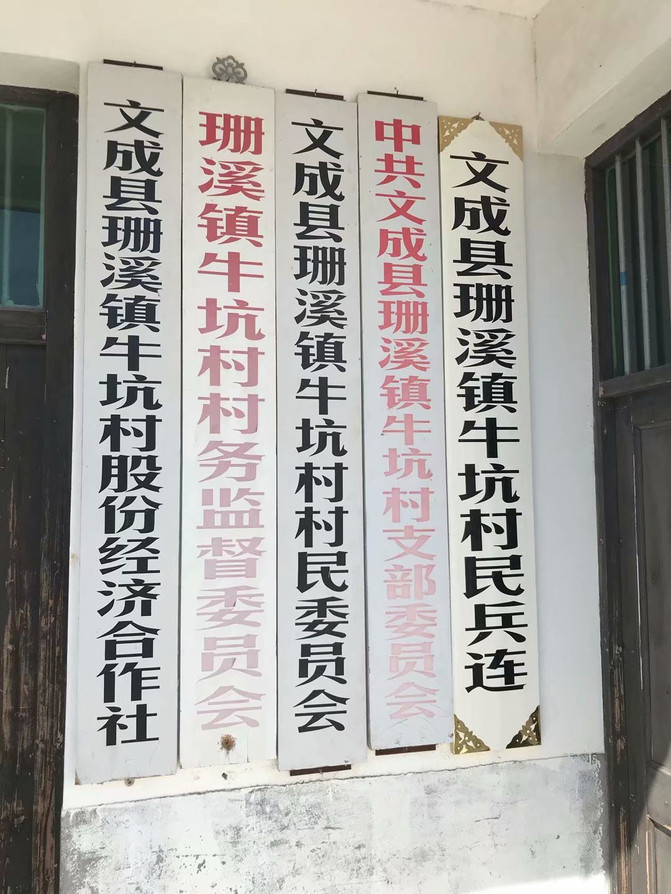 文成县珊溪镇牛坑村股份经济合作社
珊溪镇牛坑村村务监督委员会
文成县珊溪镇牛坑村村民委员会
中共文成县珊溪镇牛坑村支部委员会
文成县珊溪镇牛坑村民兵连